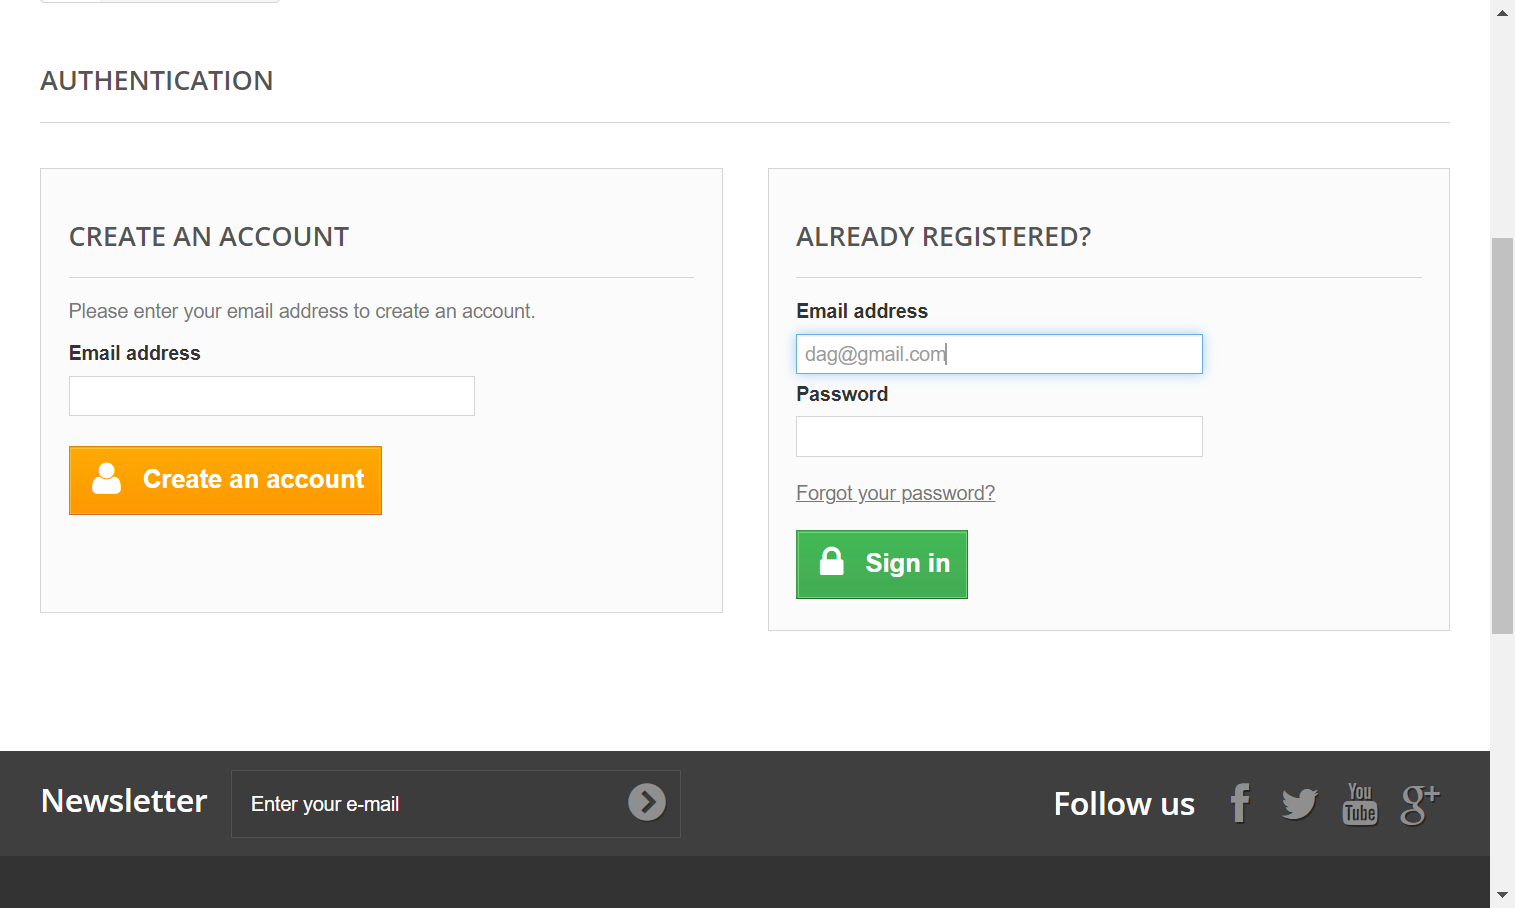 AUTHENTICATION
CREATE AN ACCOUNT
Please enter your email address to create an account.
Email address
Create an account
ALREADY REGISTERED?
Email address
dag@gmail.com
Password
Forgot your password?
Sign in
Newsletter
Enter your e-mail
Follow us
You
Tube
g+